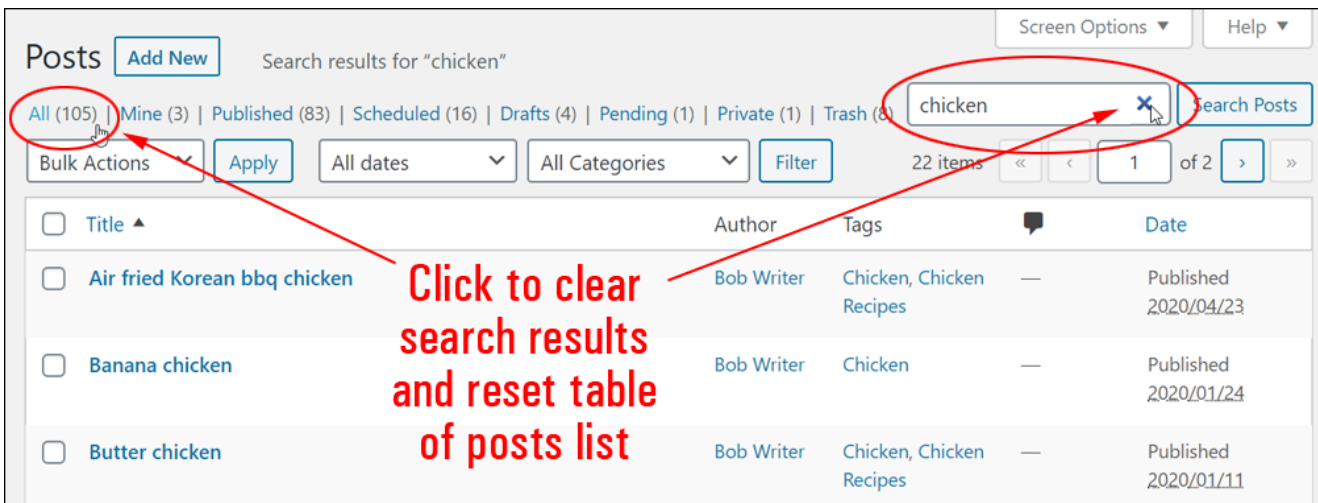 Screen Options ▼ Help ▼
Posts Add New Search results for “chicken”
All (105) | Mine (3) | Published (83) | Scheduled (16) | Drafts (4) | Pending (1) | Private (1) | Trash (8) chicken Search Posts
Bulk Actions Apply All dates All Categories Filter 22 items « ‹ 1 of 2 › »
Title ▲ Author Tags Date
Air fried Korean bbq chicken Bob Writer Chicken, Chicken — Published
Recipes 2020/04/23
Banana chicken Bob Writer Chicken — Published
2020/01/24
Butter chicken Bob Writer Chicken, Chicken — Published
Recipes 2020/01/11
Click to clear
search results
and reset table
of posts list